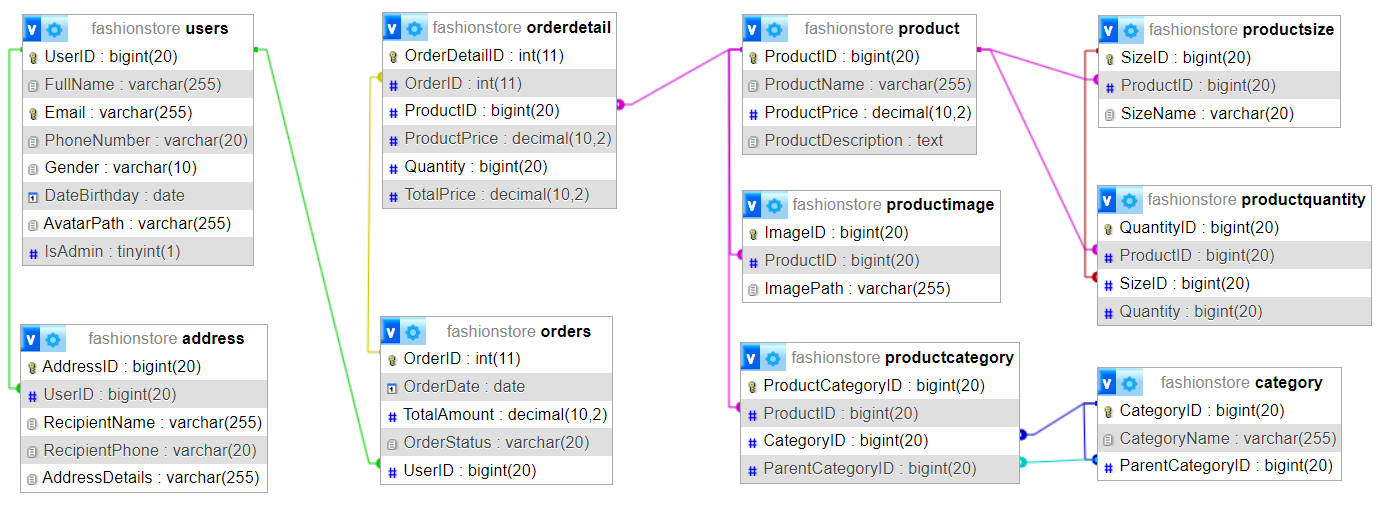 fashionstore users
UserID : bigint(20)
FullName : varchar(255)
Email : varchar(255)
PhoneNumber : varchar(20)
Gender : varchar(10)
DateBirthday : date
AvatarPath : varchar(255)
IsAdmin : tinyint(1)
fashionstore address
AddressID : bigint(20)
UserID : bigint(20)
RecipientName : varchar(255)
RecipientPhone : varchar(20)
AddressDetails : varchar(255)
fashionstore orderdetail
OrderDetailID : int(11)
OrderID : int(11)
ProductID : bigint(20)
ProductPrice : decimal(10,2)
Quantity : bigint(20)
TotalPrice : decimal(10,2)
fashionstore orders
OrderID : int(11)
OrderDate : date
TotalAmount : decimal(10,2)
OrderStatus : varchar(20)
UserID : bigint(20)
fashionstore product
ProductID : bigint(20)
ProductName : varchar(255)
ProductPrice : decimal(10,2)
ProductDescription : text
fashionstore productimage
ImageID : bigint(20)
ProductID : bigint(20)
ImagePath : varchar(255)
fashionstore productcategory
ProductCategoryID : bigint(20)
ProductID : bigint(20)
CategoryID : bigint(20)
ParentCategoryID : bigint(20)
fashionstore productsize
SizeID : bigint(20)
ProductID : bigint(20)
SizeName : varchar(20)
fashionstore productquantity
QuantityID : bigint(20)
ProductID : bigint(20)
SizeID : bigint(20)
Quantity : bigint(20)
fashionstore category
CategoryID : bigint(20)
CategoryName : varchar(255)
ParentCategoryID : bigint(20)